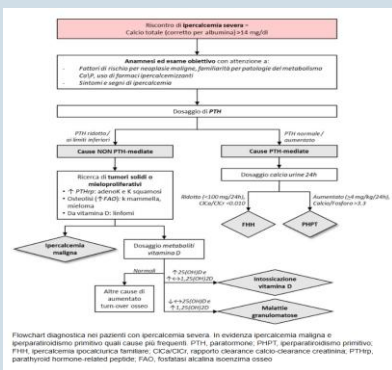 Riscontro di Ipercalcemia severa –
Calcio totale (corretto per albumina) >14 mg/dl
Anamnesi ed esame obiettivo con attenzione a:
- Fattori di rischio per neoplasie maligne, familiarità per patologie del metabolismo
Ca\P, uso di farmaci ipercalcemizzanti
- Sintomi e segni di ipercalcemia
Dosaggio di PTH
PTH ridotto/
ai limiti inferiori
PTH normale/
aumentato
Cause NON PTH-mediate
Cause PTH-mediate
Ricerca di tumori solidi o
mieloproliferativi
• ↑ PTHrp: adenoK e K squamosi
• Osteolisi (↑FAO): k mammella,
mieloma
• Da vitamina D: linfomi
Dosaggio calcio urine 24h
Ridotto (<100 mg/24h),
ClCa/ClCr <0.010
Aumentato (≥4 mg/kg/24h),
Calcio/Fosforo>3.3
FHH
PHPT
Ipercalcemia
maligna
Dosaggio metaboliti
vitamina D
Normali
↑25(OH)D e
↑↔1,25(OH)2D
Intossicazione
vitamina D
Altre cause di
aumentato
turn-over osseo
↓↔25(OH)D e
↑1,25(OH)2D
Malattie
granulomatose
Flowchart diagnostica nei pazienti con ipercalcemia severa. In evidenza ipercalcemia maligna e
iperparatiroidismo primitivo quali cause più frequenti. PTH, paratormone; PHPT, iperparatiroidismo primitivo;
FHH, ipercalcemia ipocalciurica familiare; ClCa/ClCr, rapporto clearance calcio-clearance creatinina; PTHrp,
parathyroid hormone-related peptide; FAO, fosfatasi alcalina isoenzima osseo